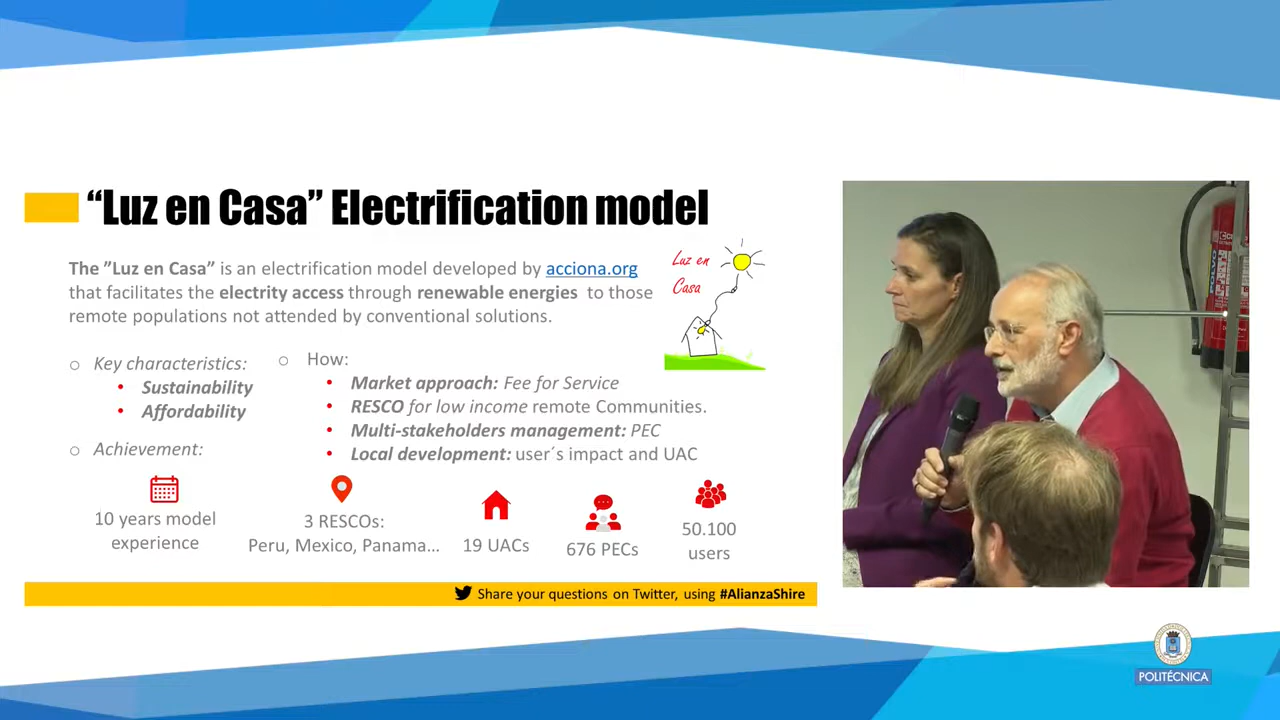 “Luz en Casa” Electrification model
The ”Luz en Casa” is an electrification model developed by acciona.org
that facilitates the electrity access through renewable energies to those
remote populations not attended by conventional solutions.
Luz en
Casa
o Key characteristics:
• Sustainability
• Affordability
o How:
• Market approach: Fee for Service
• RESCO for low income remote Communities.
• Multi-stakeholders management: PEC
• Local development: user´s impact and UAC
o Achievement:
10 years model
experience
3 RESCOs:
Peru, Mexico, Panama...
19 UACs
676 PECs
50.100
users
Share your questions on Twitter, using #AlianzaShire
POLVO
POLITÉCNICA